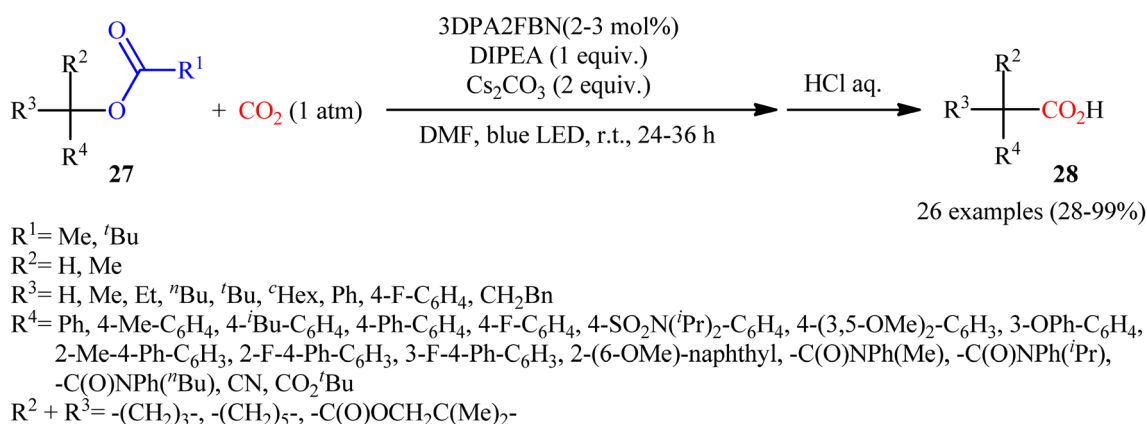 3DPA2FBN(2-3 mol%)
DIPEA (1 equiv.)
Cs₂CO₃ (2 equiv.)
DMF, blue LED, r.t., 24-36 h
HCl aq.
O
R²
R¹
R³
O
+ CO₂ (1 atm)
R⁴
27
R²
R³
CO₂H
R⁴
28
26 examples (28-99%)
R¹= Me, ᵗBu
R²= H, Me
R³= H, Me, Et, ⁿBu, ᵗBu, ᶜHex, Ph, 4-F-C₆H₄, CH₂Bn
R⁴= Ph, 4-Me-C₆H₄, 4-ⁱBu-C₆H₄, 4-Ph-C₆H₄, 4-F-C₆H₄, 4-SO₂N(ⁱPr)₂-C₆H₄, 4-(3,5-OMe)₂-C₆H₃, 3-OPh-C₆H₄,
2-Me-4-Ph-C₆H₃, 2-F-4-Ph-C₆H₃, 3-F-4-Ph-C₆H₃, 2-(6-OMe)-naphthyl, -C(O)NPh(Me), -C(O)NPh(ⁱPr),
-C(O)NPh(ⁿBu), CN, CO₂ᵗBu
R² + R³= -(CH₂)₃-, -(CH₂)₅-, -C(O)OCH₂C(Me)₂-